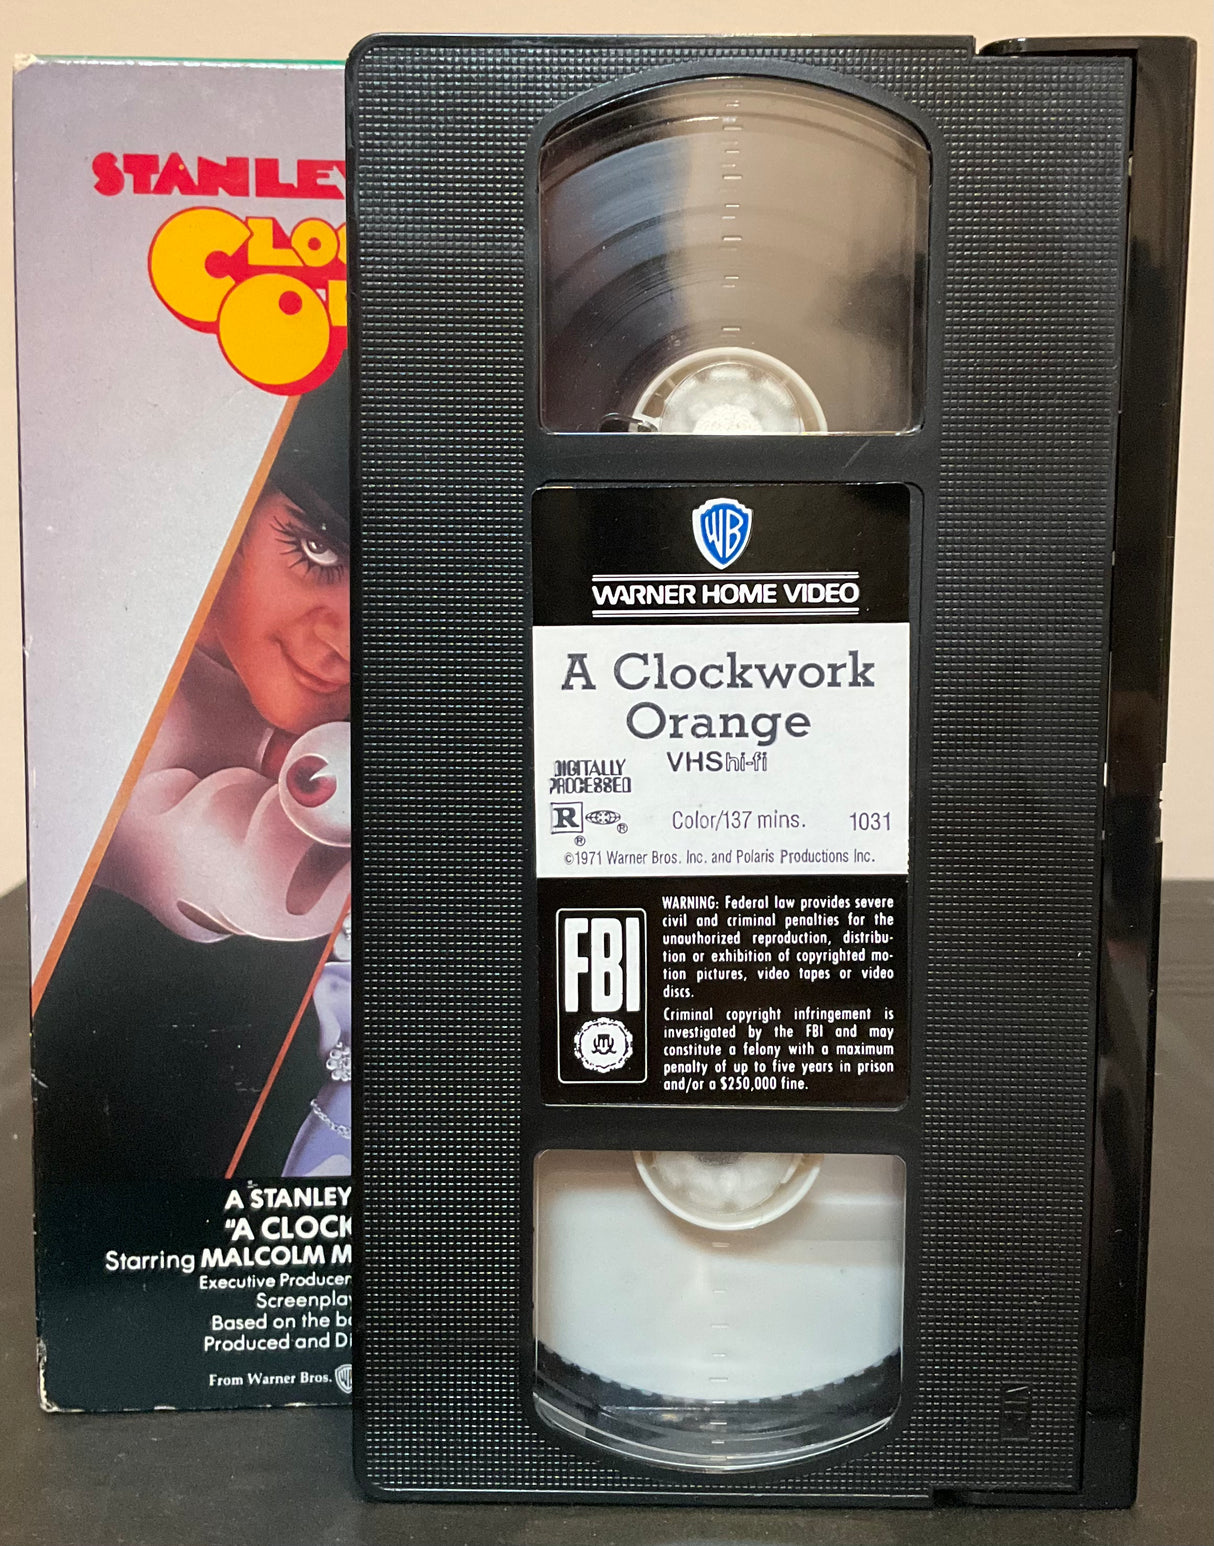 STANLEY
CLOC
OR
A STANLEY
"A CLOCK
Starring MALCOLM M
Executive Producer
Screenplay
Based on the bo
Produced and Di
From Warner Bros.
WB
WARNER HOME VIDEO
A Clockwork
Orange
VHS hi-fi
DIGITALLY
PROCESSED
R ®
®
Color/137 mins. 1031
©1971 Warner Bros. Inc. and Polaris Productions Inc.
FBI
WARNING: Federal law provides severe
civil and criminal penalties for the
unauthorized reproduction, distribu-
tion or exhibition of copyrighted mo-
tion pictures, video tapes or video
discs.
Criminal copyright infringement is
investigated by the FBI and may
constitute a felony with a maximum
penalty of up to five years in prison
and/or a $250,000 fine.